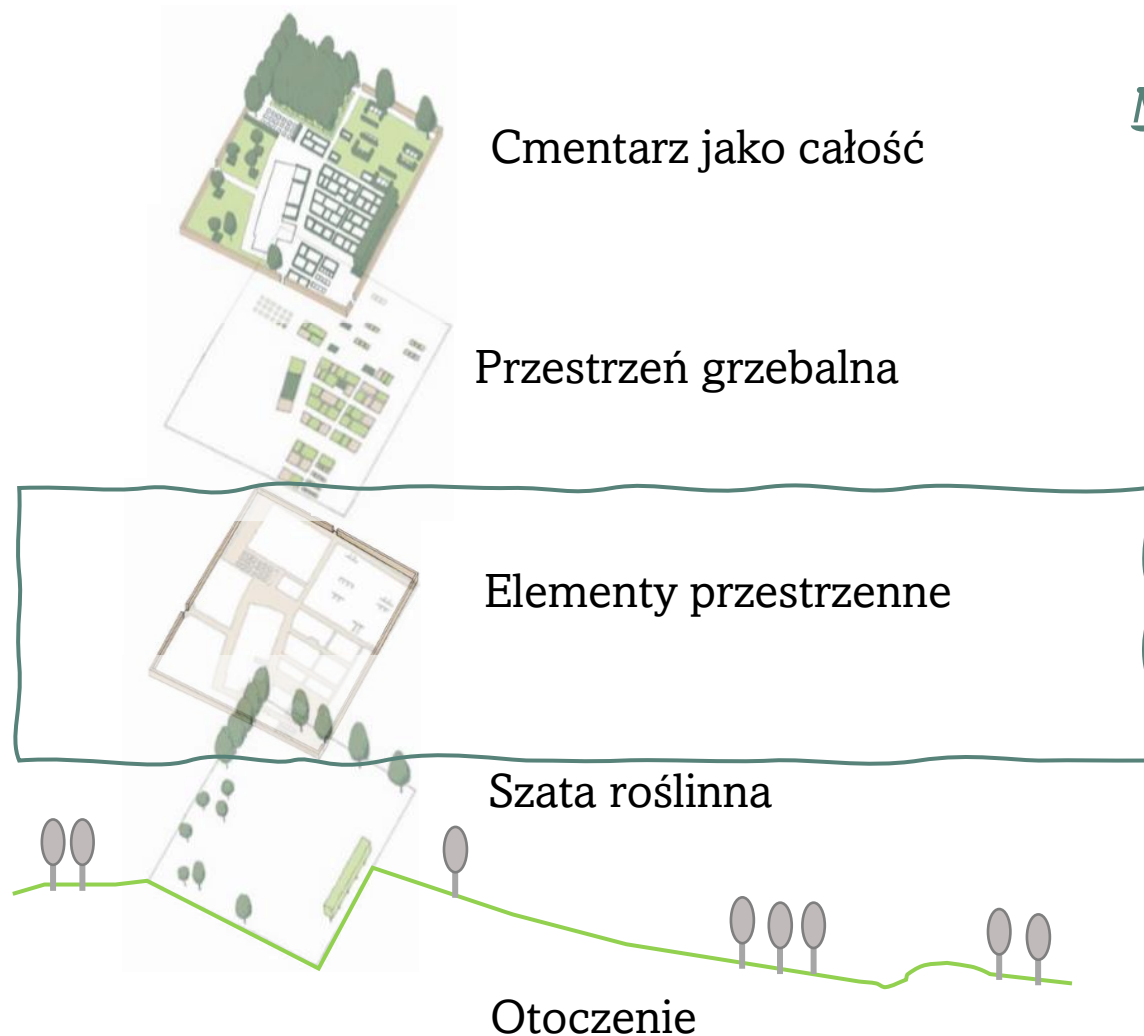 Cmentarz jako całość
Przestrzeń grzebalna
Elementy przestrzenne
Szata roślinna
Otoczenie